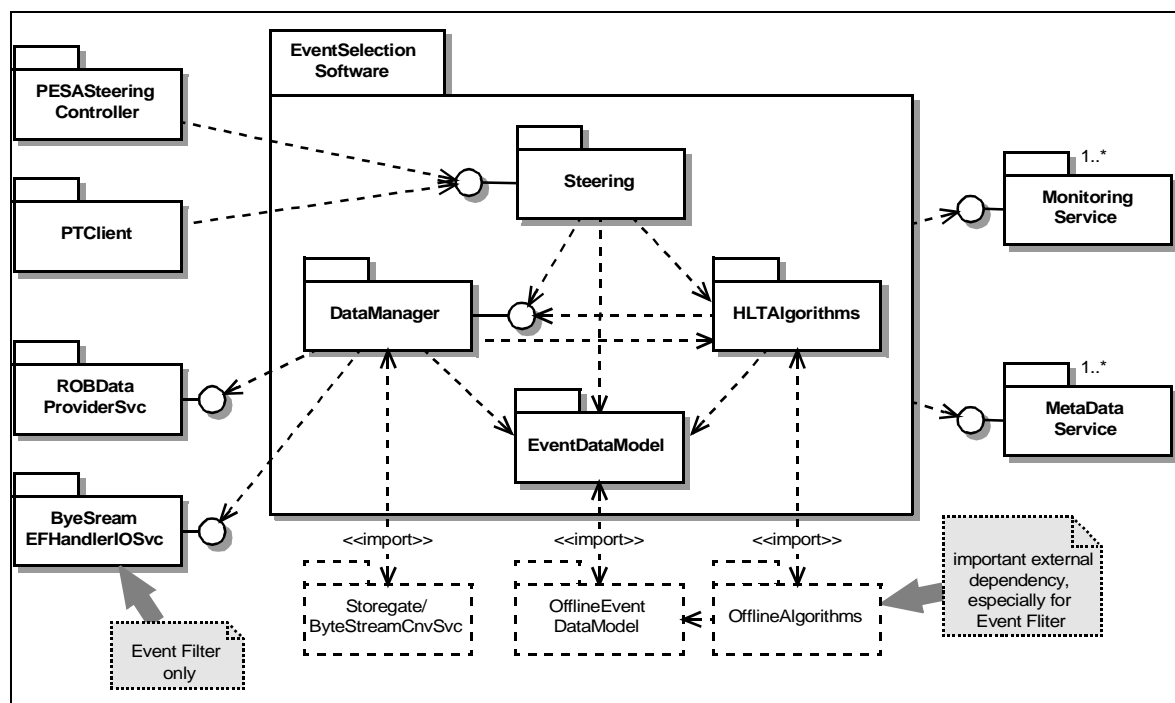 EventSelection
Software
PESASteering
Controller
Steering
1..*
Monitoring
Service
PTClient
DataManager
HLTAlgorithms
ROBData
ProviderSvc
1..*
MetaData
Service
EventDataModel
ByeSream
EFHandlerIOSvc
<<import>>
<<import>>
<<import>>
important external
dependency,
especially for
Event Fliter
Storegate/
ByteStreamCnvSvc
OfflineEvent
DataModel
OfflineAlgorithms
Event Filter
only